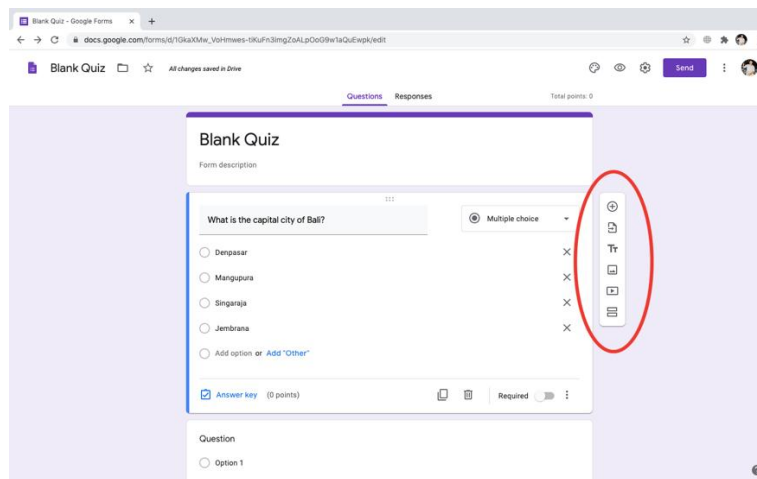 Blank Quiz - Google Forms
docs.google.com/forms/d/1GkaXMw_VoHmwes-tiKuFn3imgZoALpOoG9w1aQuEwpk/edit
Blank Quiz All changes saved in Drive Send
Questions Responses Total points: 0
Blank Quiz
Form description
What is the capital city of Bali? Multiple choice
Denpasar
Mangupura
Singaraja
Jembrana
Add option or Add "Other"
Answer key (0 points) Required
Question
Option 1
Tт